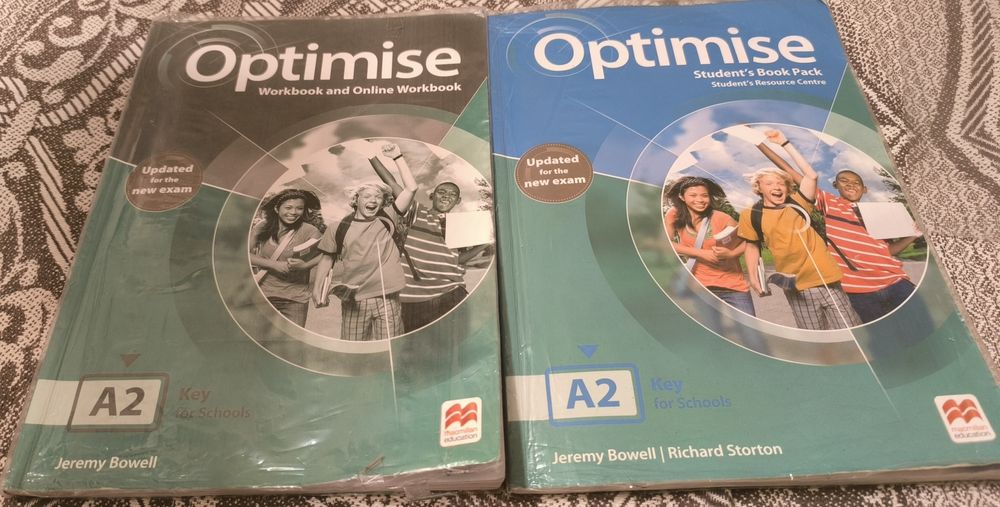 Optimise
Workbook and Online Workbook
Updated
for the
new exam
A2
Key
for Schools
macmillan
education
Jeremy Bowell
Optimise
Student's Book Pack
Student's Resource Centre
Updated
for the
new exam
A2
Key
for Schools
macmillan
education
Jeremy Bowell | Richard Storton